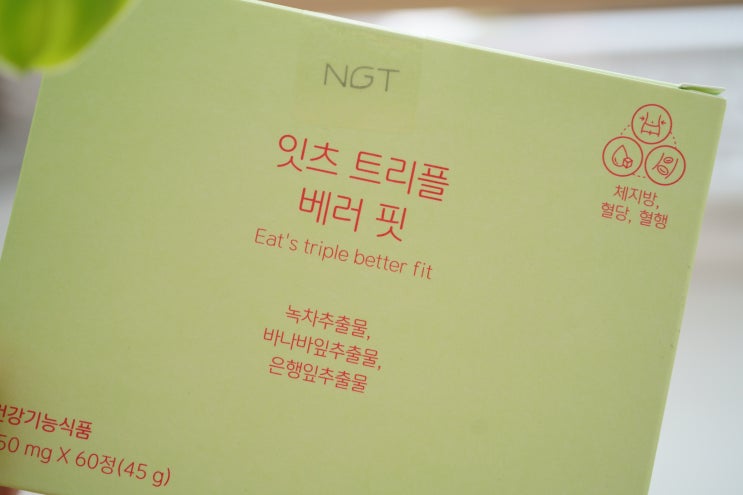 NGT
잇츠 트리플
베러 핏
Eat's triple better fit
체지방,
혈당, 혈행
녹차추출물,
바나바잎추출물,
은행잎추출물
건강기능식품
50 mg X 60정(45 g)